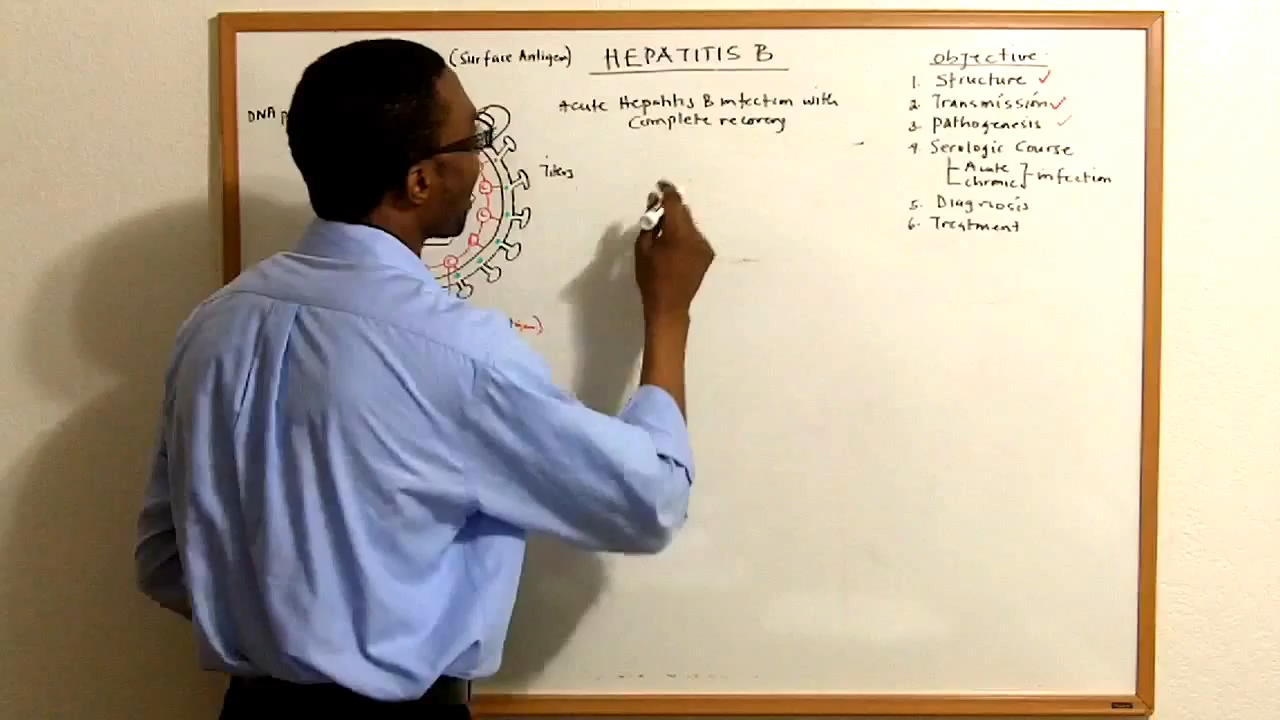 (Surface Antigen)
HEPATITIS B
DNA
Acute Hepatitis B infection with
Complete recovery
Titers
objective:
1. Structure ✓
2. Transmission ✓
3. pathogenesis ✓
4 Serologic Course
Acute
chronic
infection
5. Diagnosis
6. Treatment